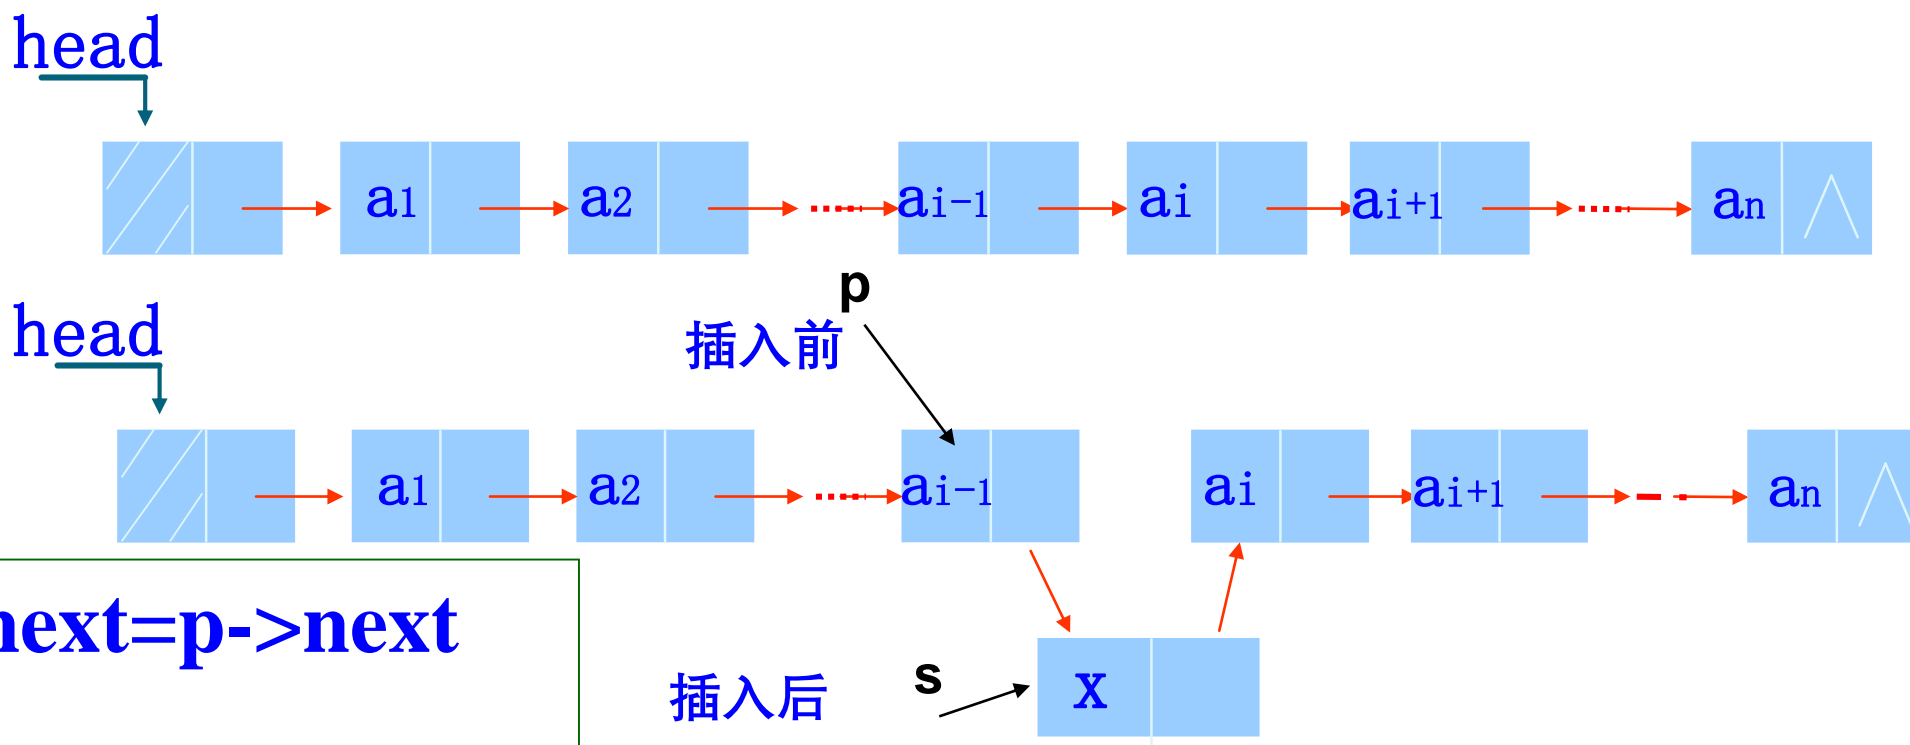 head
a1 a2 ai-1 ai ai+1 an ∧
p
插入前
head
a1 a2 ai-1 ai ai+1 an ∧
next=p->next
插入后
s
x